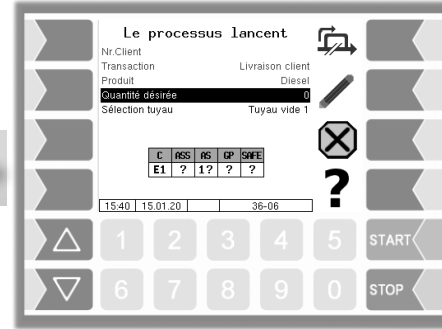 Le processus lancent
Nr.Client
Transaction Livraison client
Produit Diesel
Quantité désirée 0
Sélection tuyau Tuyau vide 1
C ASS AS GP SAFE
E1 ? 1? ? ?
15:40 15.01.20 36-06
?
1 2 3 4 5 START
6 7 8 9 0 STOP